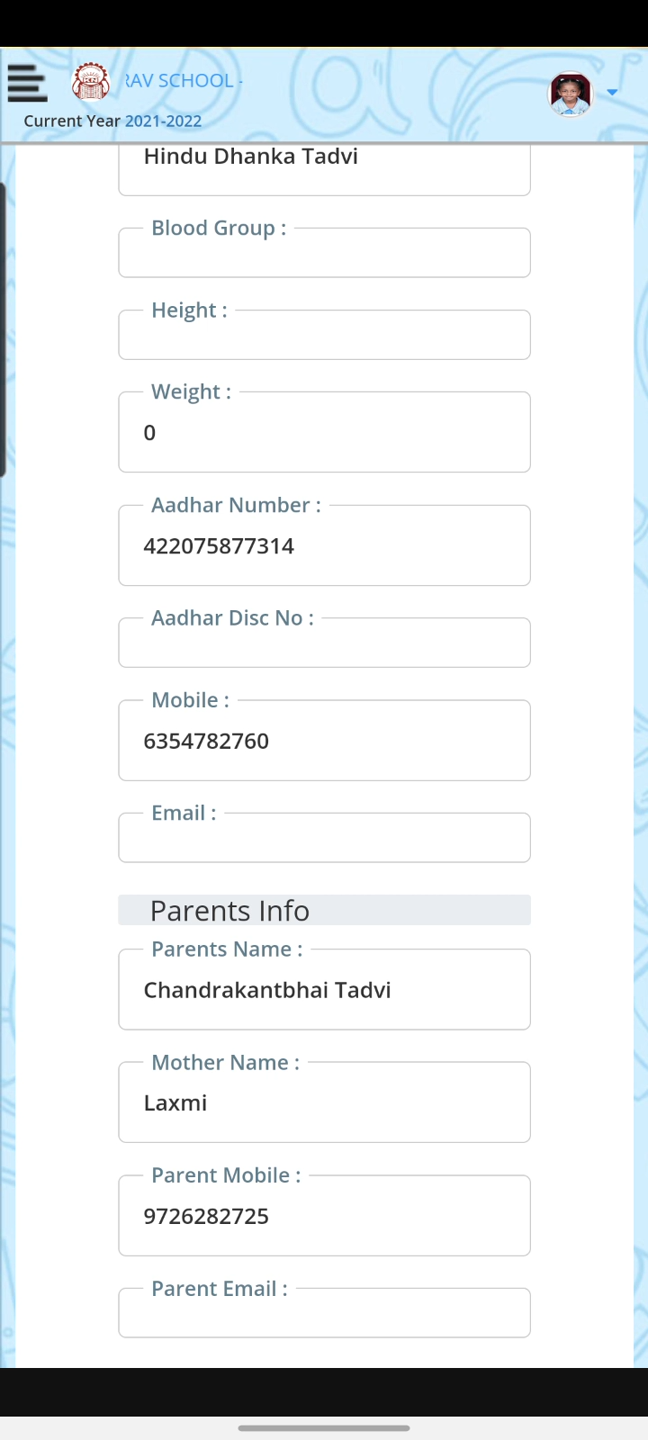 RAV SCHOOL -
Current Year 2021-2022
Hindu Dhanka Tadvi
Blood Group :
Height :
Weight :
0
Aadhar Number :
422075877314
Aadhar Disc No :
Mobile :
6354782760
Email :
Parents Info
Parents Name :
Chandrakantbhai Tadvi
Mother Name :
Laxmi
Parent Mobile :
9726282725
Parent Email :